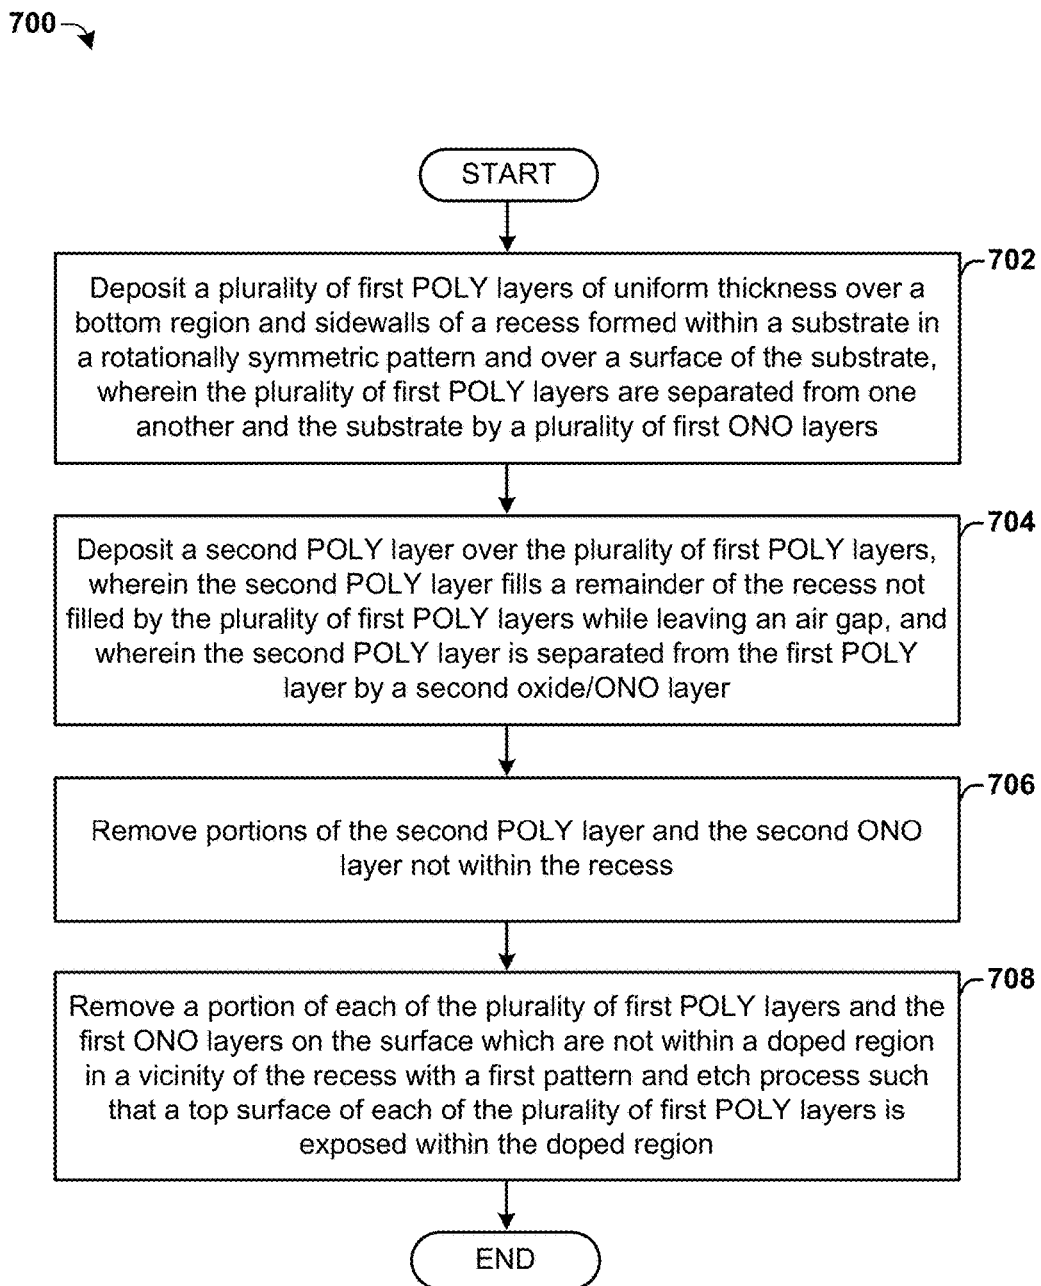 700
START
702
Deposit a plurality of first POLY layers of uniform thickness over a
bottom region and sidewalls of a recess formed within a substrate in
a rotationally symmetric pattern and over a surface of the substrate,
wherein the plurality of first POLY layers are separated from one
another and the substrate by a plurality of first ONO layers
704
Deposit a second POLY layer over the plurality of first POLY layers,
wherein the second POLY layer fills a remainder of the recess not
filled by the plurality of first POLY layers while leaving an air gap, and
wherein the second POLY layer is separated from the first POLY
layer by a second oxide/ONO layer
706
Remove portions of the second POLY layer and the second ONO
layer not within the recess
708
Remove a portion of each of the plurality of first POLY layers and the
first ONO layers on the surface which are not within a doped region
in a vicinity of the recess with a first pattern and etch process such
that a top surface of each of the plurality of first POLY layers is
exposed within the doped region
END